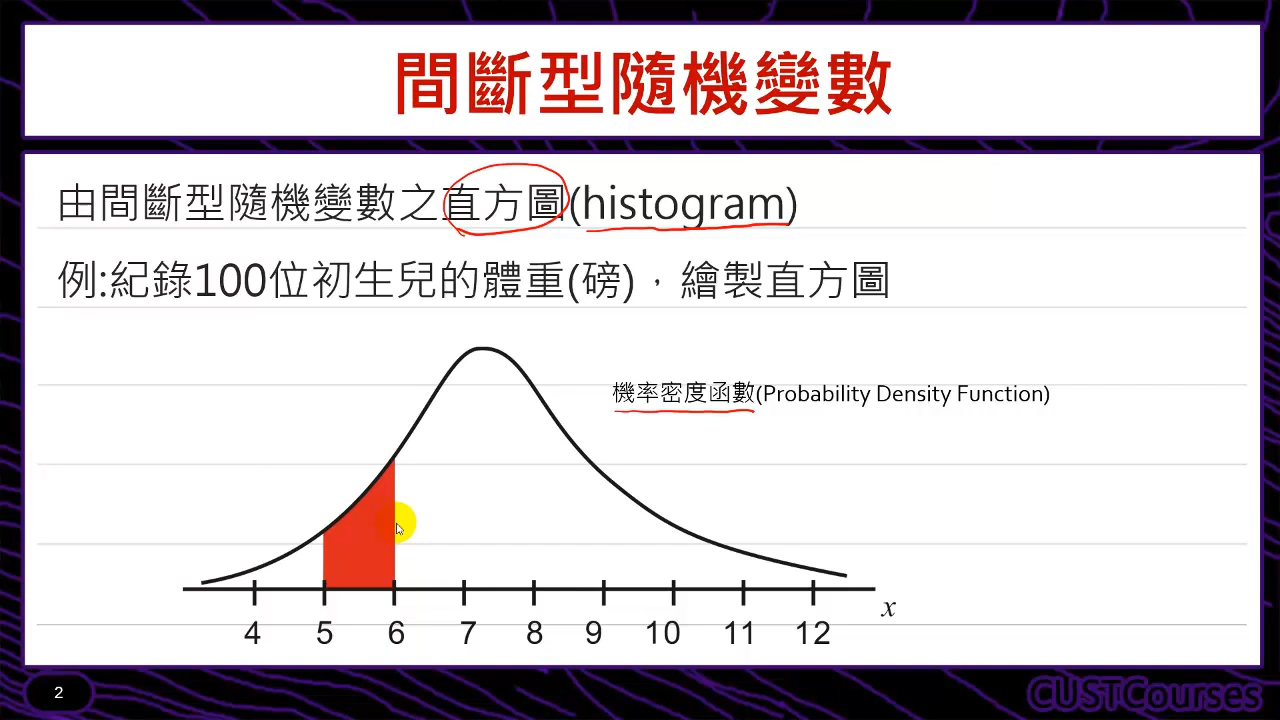 間斷型隨機變數
由間斷型隨機變數之直方圖(histogram)
例:紀錄100位初生兒的體重(磅)，繪製直方圖
機率密度函數(Probability Density Function)
x
4 5 6 7 8 9 10 11 12
2
CUSTCourses